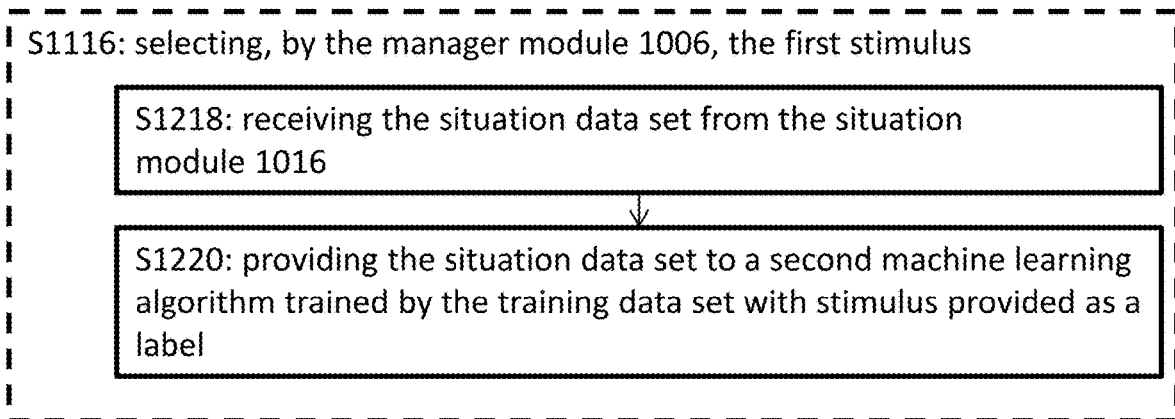 S1116: selecting, by the manager module 1006, the first stimulus
S1218: receiving the situation data set from the situation
module 1016
S1220: providing the situation data set to a second machine learning
algorithm trained by the training data set with stimulus provided as a
label